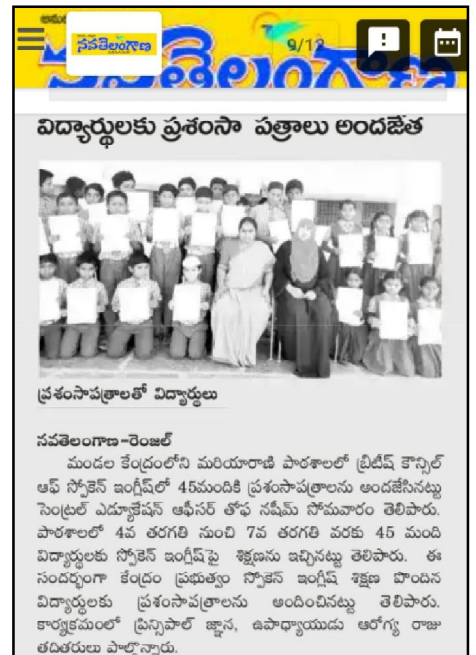 నవతెలంగాణ
9/12
నవతెలంగాణ
విద్యార్థులకు ప్రశంసా పత్రాలు అందజేత
ప్రశంసాపత్రాలతో విద్యార్థులు
నవతెలంగాణ-రెంజల్
మండల కేంద్రంలోని మరియారాణి పాఠశాలలో బ్రిటీష్ కౌన్సిల్
ఆఫ్ స్పోకెన్ ఇంగ్లీష్‌లో 45మందికి ప్రశంసాపత్రాలను అందజేసినట్టు
సెంట్రల్ ఎడ్యూకేషన్ ఆఫీసర్ తోఫ నషీమ్ సోమవారం తెలిపారు.
పాఠశాలలో 4వ తరగతి నుంచి 7వ తరగతి వరకు 45 మంది
విద్యార్థులకు స్పోకెన్ ఇంగ్లీష్‌పై శిక్షణను ఇచ్చినట్టు తెలిపారు. ఈ
సందర్భంగా కేంద్రం ప్రభుత్వం స్పోకెన్ ఇంగ్లీష్ శిక్షణ పొందిన
విద్యార్థులకు ప్రశంసాపత్రాలను అందించినట్టు తెలిపారు.
కార్యక్రమంలో ప్రిన్సిపాల్ జ్ఞాన, ఉపాధ్యాయుడు ఆరోగ్య రాజు
తదితరులు పాల్గొన్నారు.